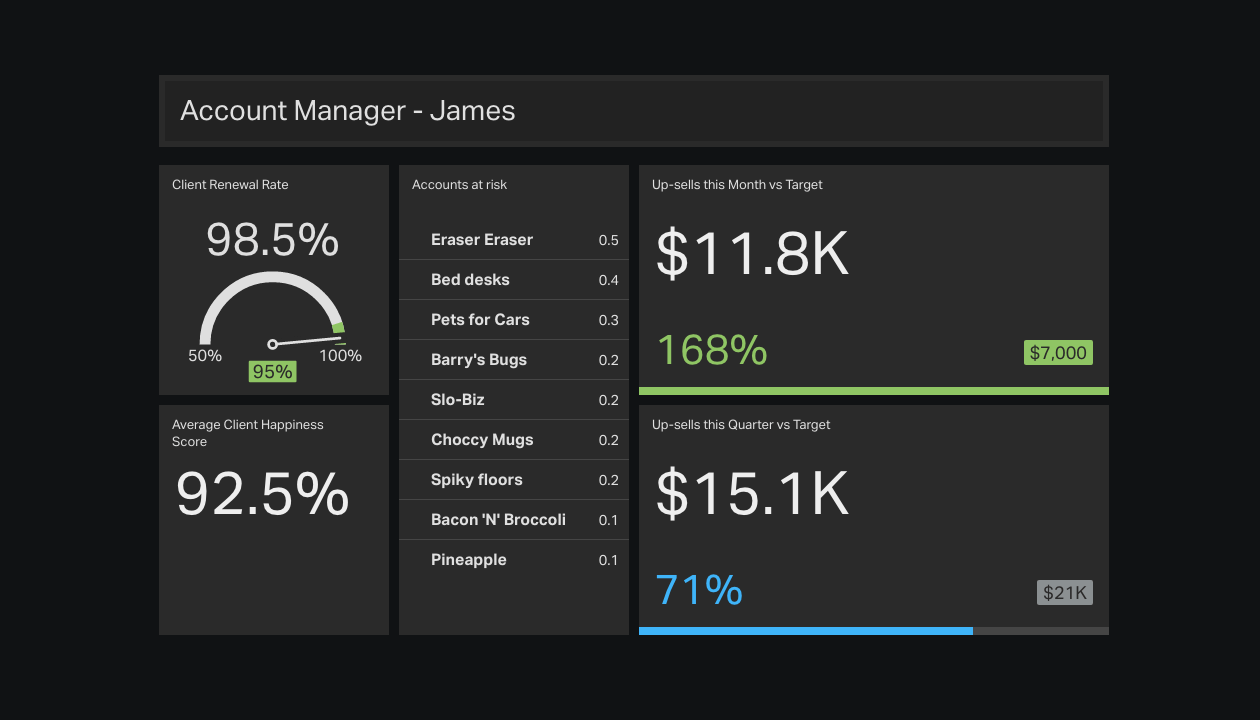 Account Manager - James
Client Renewal Rate
98.5%
50%
100%
95%
Average Client Happiness
Score
92.5%
Accounts at risk
Eraser Eraser 0.5
Bed desks 0.4
Pets for Cars 0.3
Barry's Bugs 0.2
Slo-Biz 0.2
Choccy Mugs 0.2
Spiky floors 0.2
Bacon 'N' Broccoli 0.1
Pineapple 0.1
Up-sells this Month vs Target
$11.8K
168%
$7,000
Up-sells this Quarter vs Target
$15.1K
71%
$21K